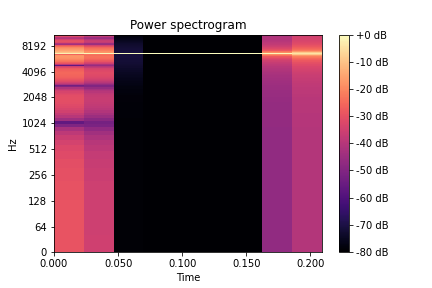 Power spectrogram
8192
4096
2048
1024
512
256
128
64
0
Hz
0.000 0.050 0.100 0.150 0.200
Time
+0 dB
-10 dB
-20 dB
-30 dB
-40 dB
-50 dB
-60 dB
-70 dB
-80 dB